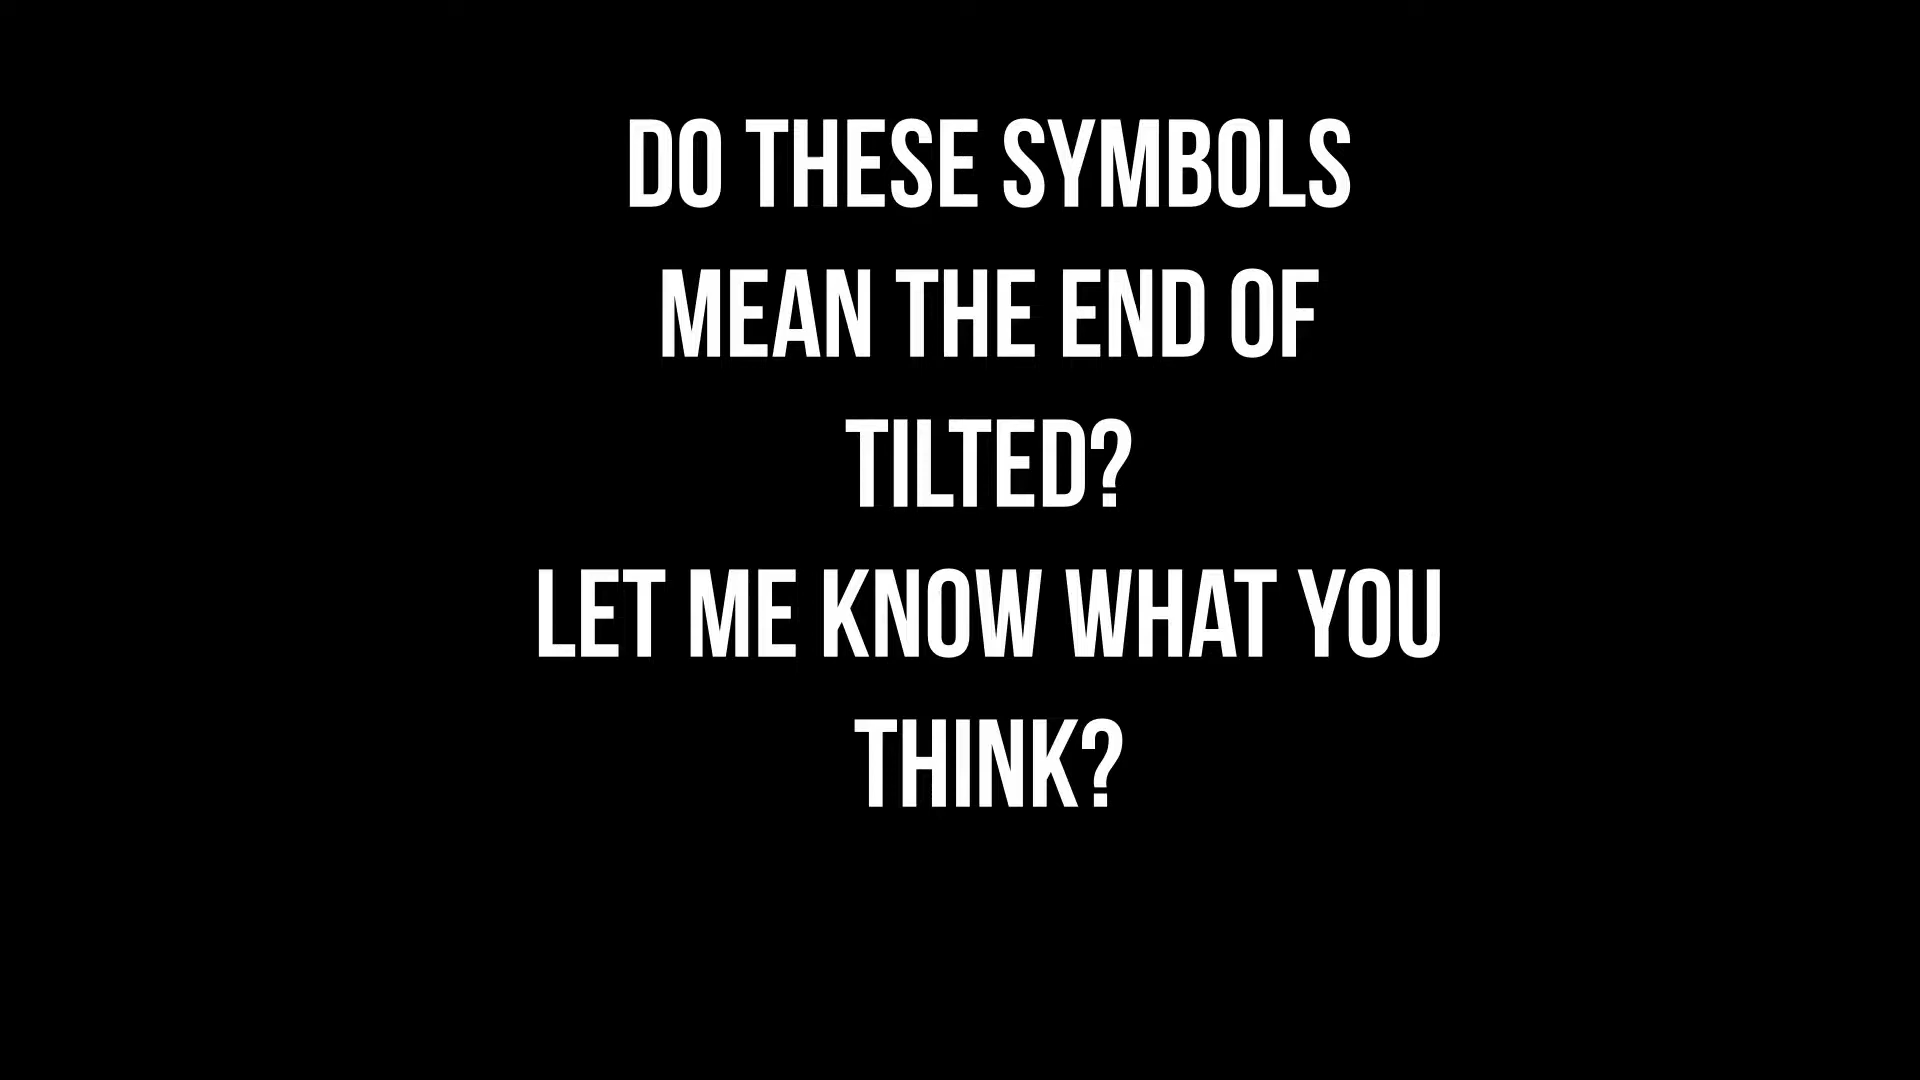 DO THESE SYMBOLS
MEAN THE END OF
TILTED?
LET ME KNOW WHAT YOU
THINK?